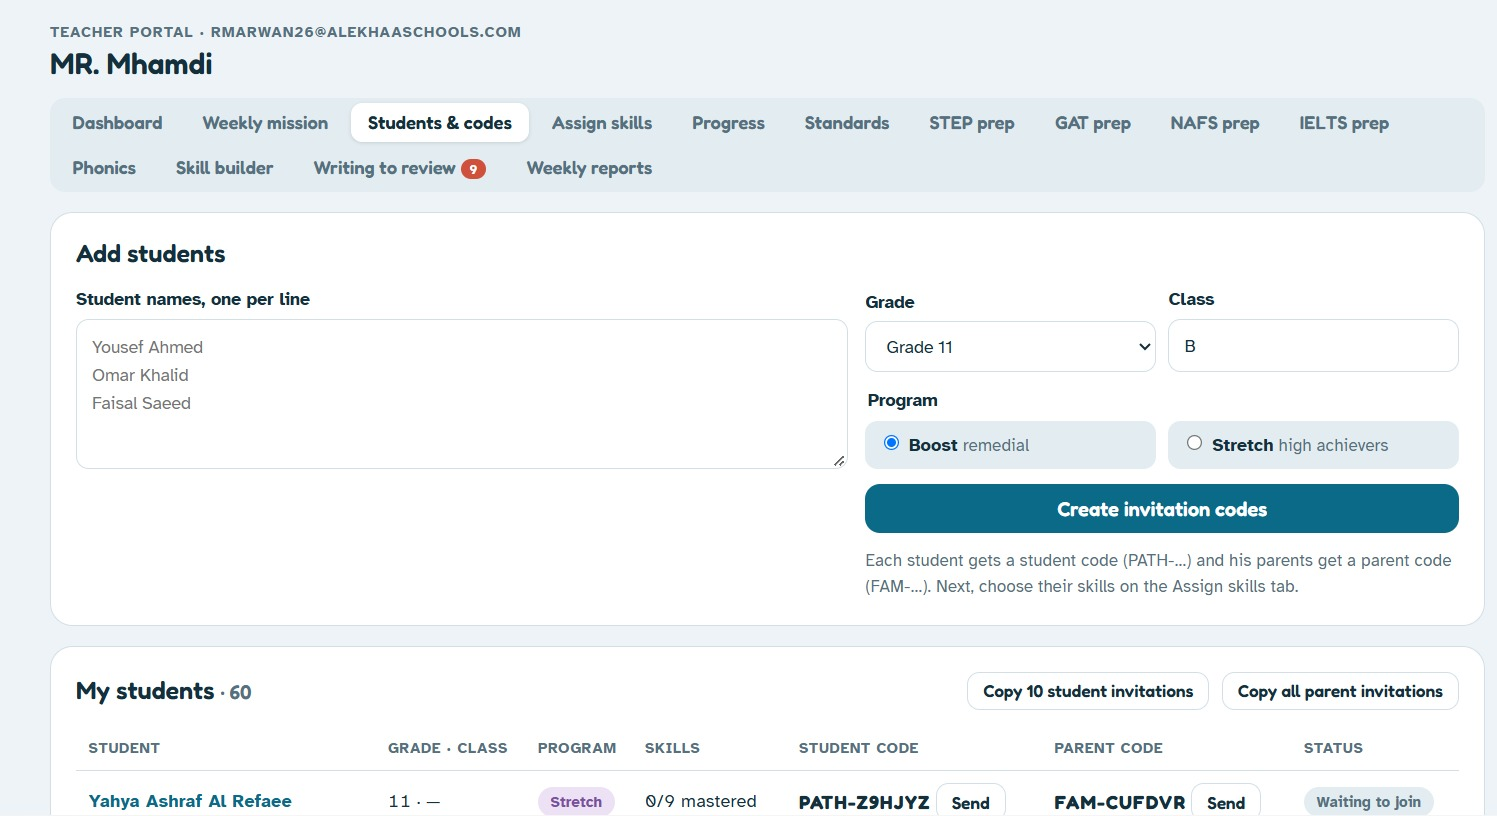 TEACHER PORTAL · RMARWAN26@ALEKHAASCHOOLS.COM
MR. Mhamdi
Dashboard Weekly mission Students & codes Assign skills Progress Standards STEP prep GAT prep NAFS prep IELTS prep
Phonics Skill builder Writing to review 9 Weekly reports
Add students
Student names, one per line
Yousef Ahmed
Omar Khalid
Faisal Saeed
Grade Class
Grade 11 B
Program
Boost remedial Stretch high achievers
Create invitation codes
Each student gets a student code (PATH-...) and his parents get a parent code
(FAM-...). Next, choose their skills on the Assign skills tab.
My students · 60 Copy 10 student invitations Copy all parent invitations
STUDENT GRADE · CLASS PROGRAM SKILLS STUDENT CODE PARENT CODE STATUS
Yahya Ashraf Al Refaee 11 · — Stretch 0/9 mastered PATH-Z9HJYZ Send FAM-CUFDVR Send Waiting to join